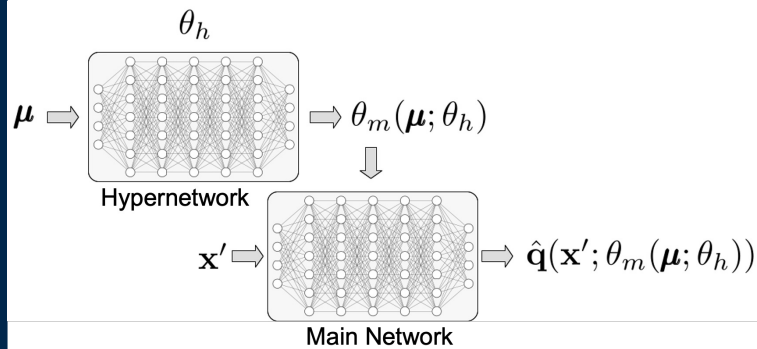 θ_h
μ
θ_m(μ; θ_h)
Hypernetwork
x′
q̂(x′; θ_m(μ; θ_h))
Main Network